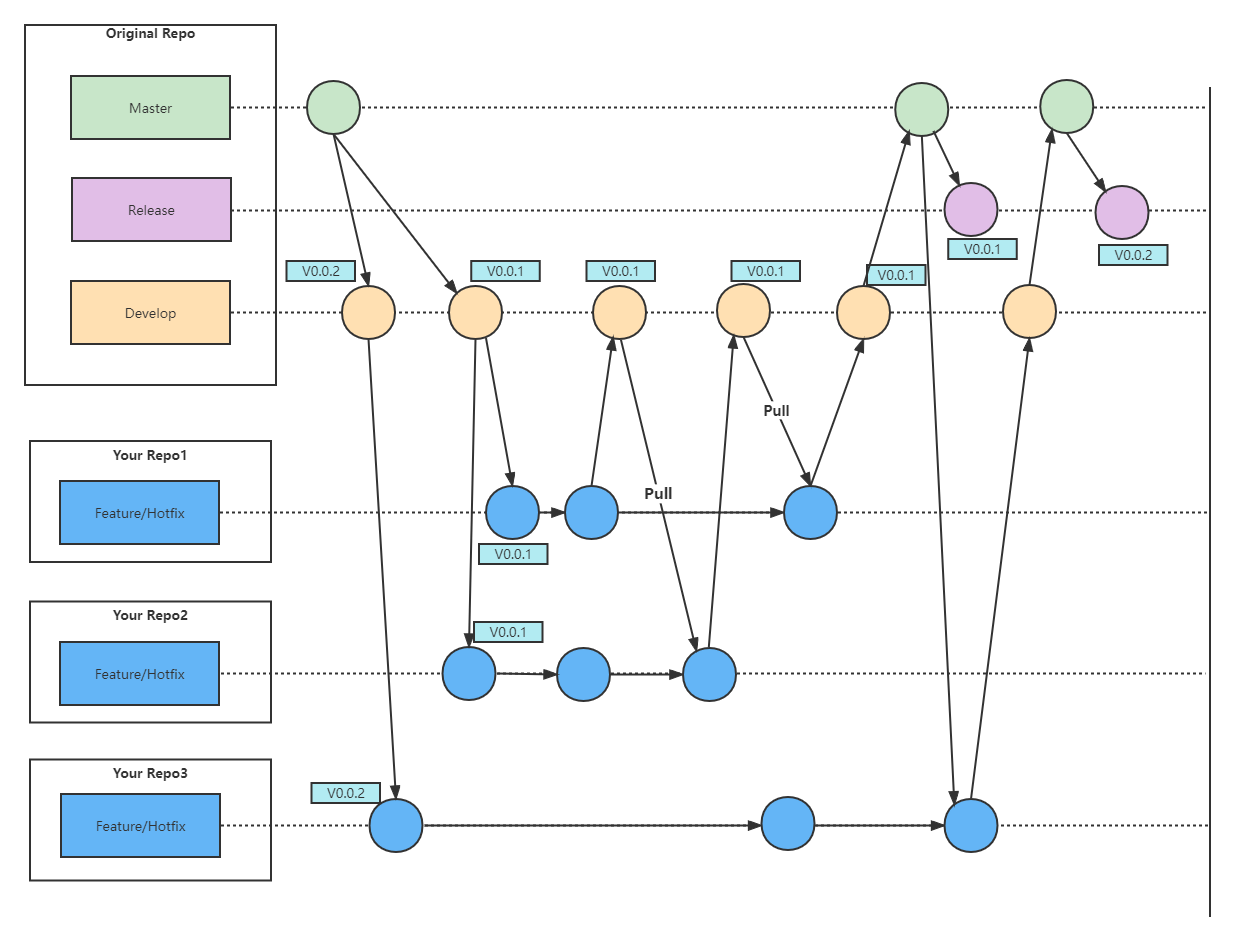 Original Repo
Master
Release
V0.0.1
V0.0.2
V0.0.2
V0.0.1
V0.0.1
V0.0.1
V0.0.1
Develop
Pull
Your Repo1
Pull
Feature/Hotfix
V0.0.1
Your Repo2
V0.0.1
Feature/Hotfix
Your Repo3
V0.0.2
Feature/Hotfix